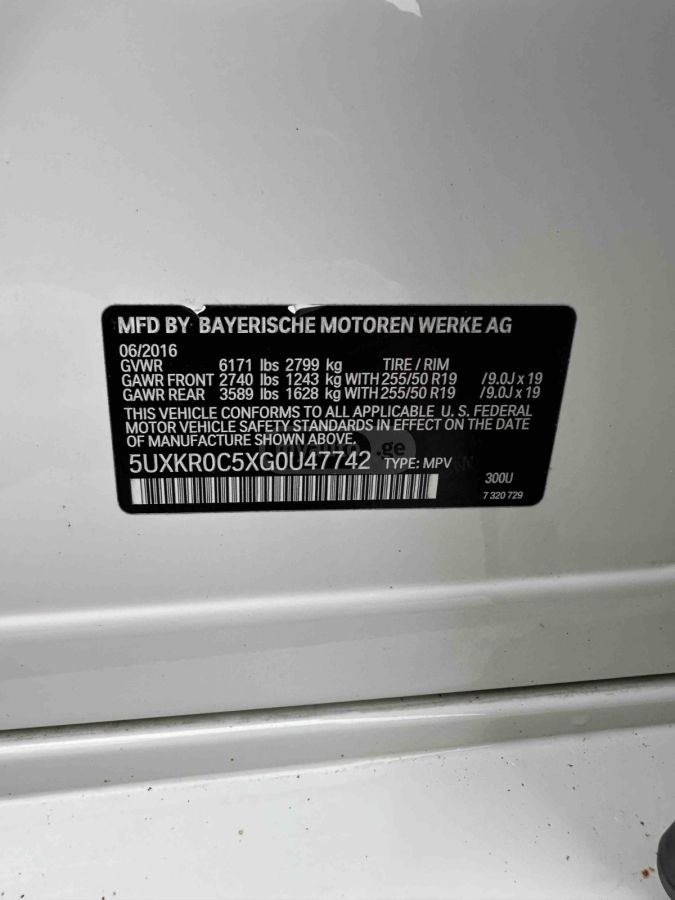 MFD BY BAYERISCHE MOTOREN WERKE AG
06/2016
GVWR 6171 lbs 2799 kg TIRE / RIM
GAWR FRONT 2740 lbs 1243 kg WITH 255/50 R19 /9.0J x 19
GAWR REAR 3589 lbs 1628 kg WITH 255/50 R19 /9.0J x 19
THIS VEHICLE CONFORMS TO ALL APPLICABLE U. S. FEDERAL
MOTOR VEHICLE SAFETY STANDARDS IN EFFECT ON THE DATE
OF MANUFACTURE SHOWN ABOVE.
5UXKR0C5XG0U47742 TYPE: MPV
300U
7 320 729